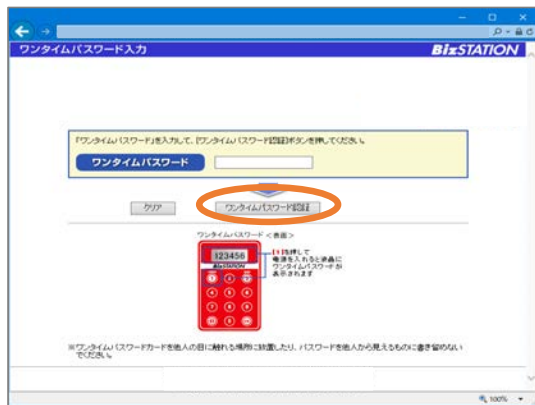 ワンタイムパスワード入力
BizSTATION
「ワンタイムパスワード」を入力して、[ワンタイムパスワード認証]ボタンを押してください。
ワンタイムパスワード
クリア
ワンタイムパスワード認証
ワンタイムパスワード <表面>
123456
BizSTATION
[1]を押して
電源を入れると液晶に
ワンタイムパスワードが
表示されます
※ワンタイムパスワードカードを他人の目に触れる場所に放置したり、パスワードを他人から見えるものに書き留めない
でください。
100%